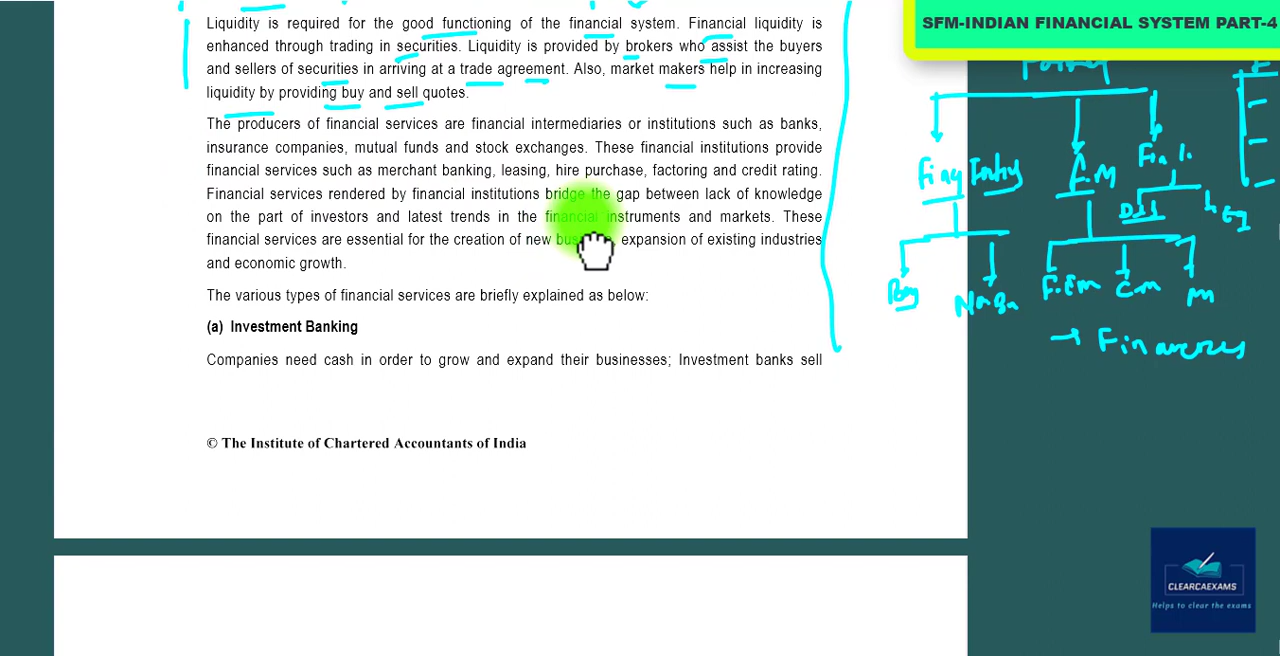 SFM-INDIAN FINANCIAL SYSTEM PART-4
Liquidity is required for the good functioning of the financial system. Financial liquidity is
enhanced through trading in securities. Liquidity is provided by brokers who assist the buyers
and sellers of securities in arriving at a trade agreement. Also, market makers help in increasing
liquidity by providing buy and sell quotes.
The producers of financial services are financial intermediaries or institutions such as banks,
insurance companies, mutual funds and stock exchanges. These financial institutions provide
financial services such as merchant banking, leasing, hire purchase, factoring and credit rating.
Financial services rendered by financial institutions bridge the gap between lack of knowledge
on the part of investors and latest trends in the financial instruments and markets. These
financial services are essential for the creation of new expansion of existing industries
and economic growth.
The various types of financial services are briefly explained as below:
(a) Investment Banking
Companies need cash in order to grow and expand their businesses; Investment banks sell
© The Institute of Chartered Accountants of India
F.M
F.EM C.M M
CLEARCAEXAMS
Helps to clear the exams